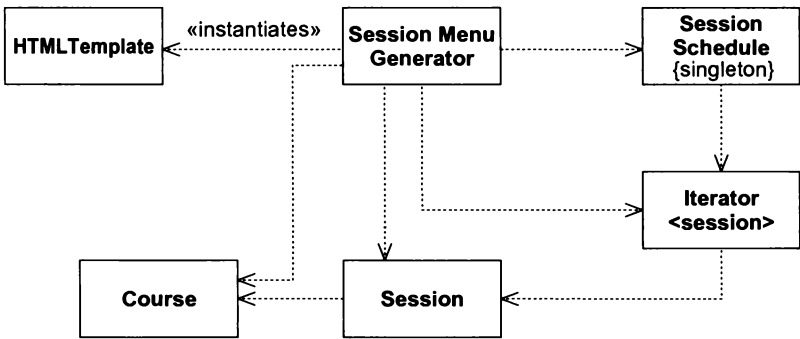 HTMLTemplate
«instantiates»
Session Menu
Generator
Session
Schedule
{singleton}
Iterator
<session>
Course
Session